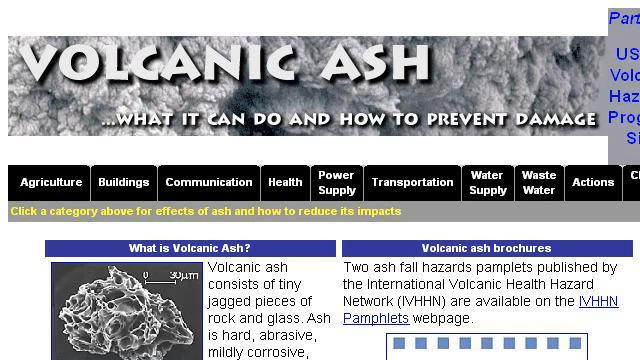 VOLCANIC ASH
...WHAT IT CAN DO AND HOW TO PREVENT DAMAGE
Agriculture
Buildings
Communication
Health
Power
Supply
Transportation
Water
Supply
Waste
Water
Actions
Click a category above for effects of ash and how to reduce its impacts
What is Volcanic Ash?
0 30μm
Volcanic ash
consists of tiny
jagged pieces of
rock and glass. Ash
is hard, abrasive,
mildly corrosive,
Volcanic ash brochures
Two ash fall hazards pamplets published by
the International Volcanic Health Hazard
Network (IVHHN) are available on the IVHHN
Pamphlets webpage.